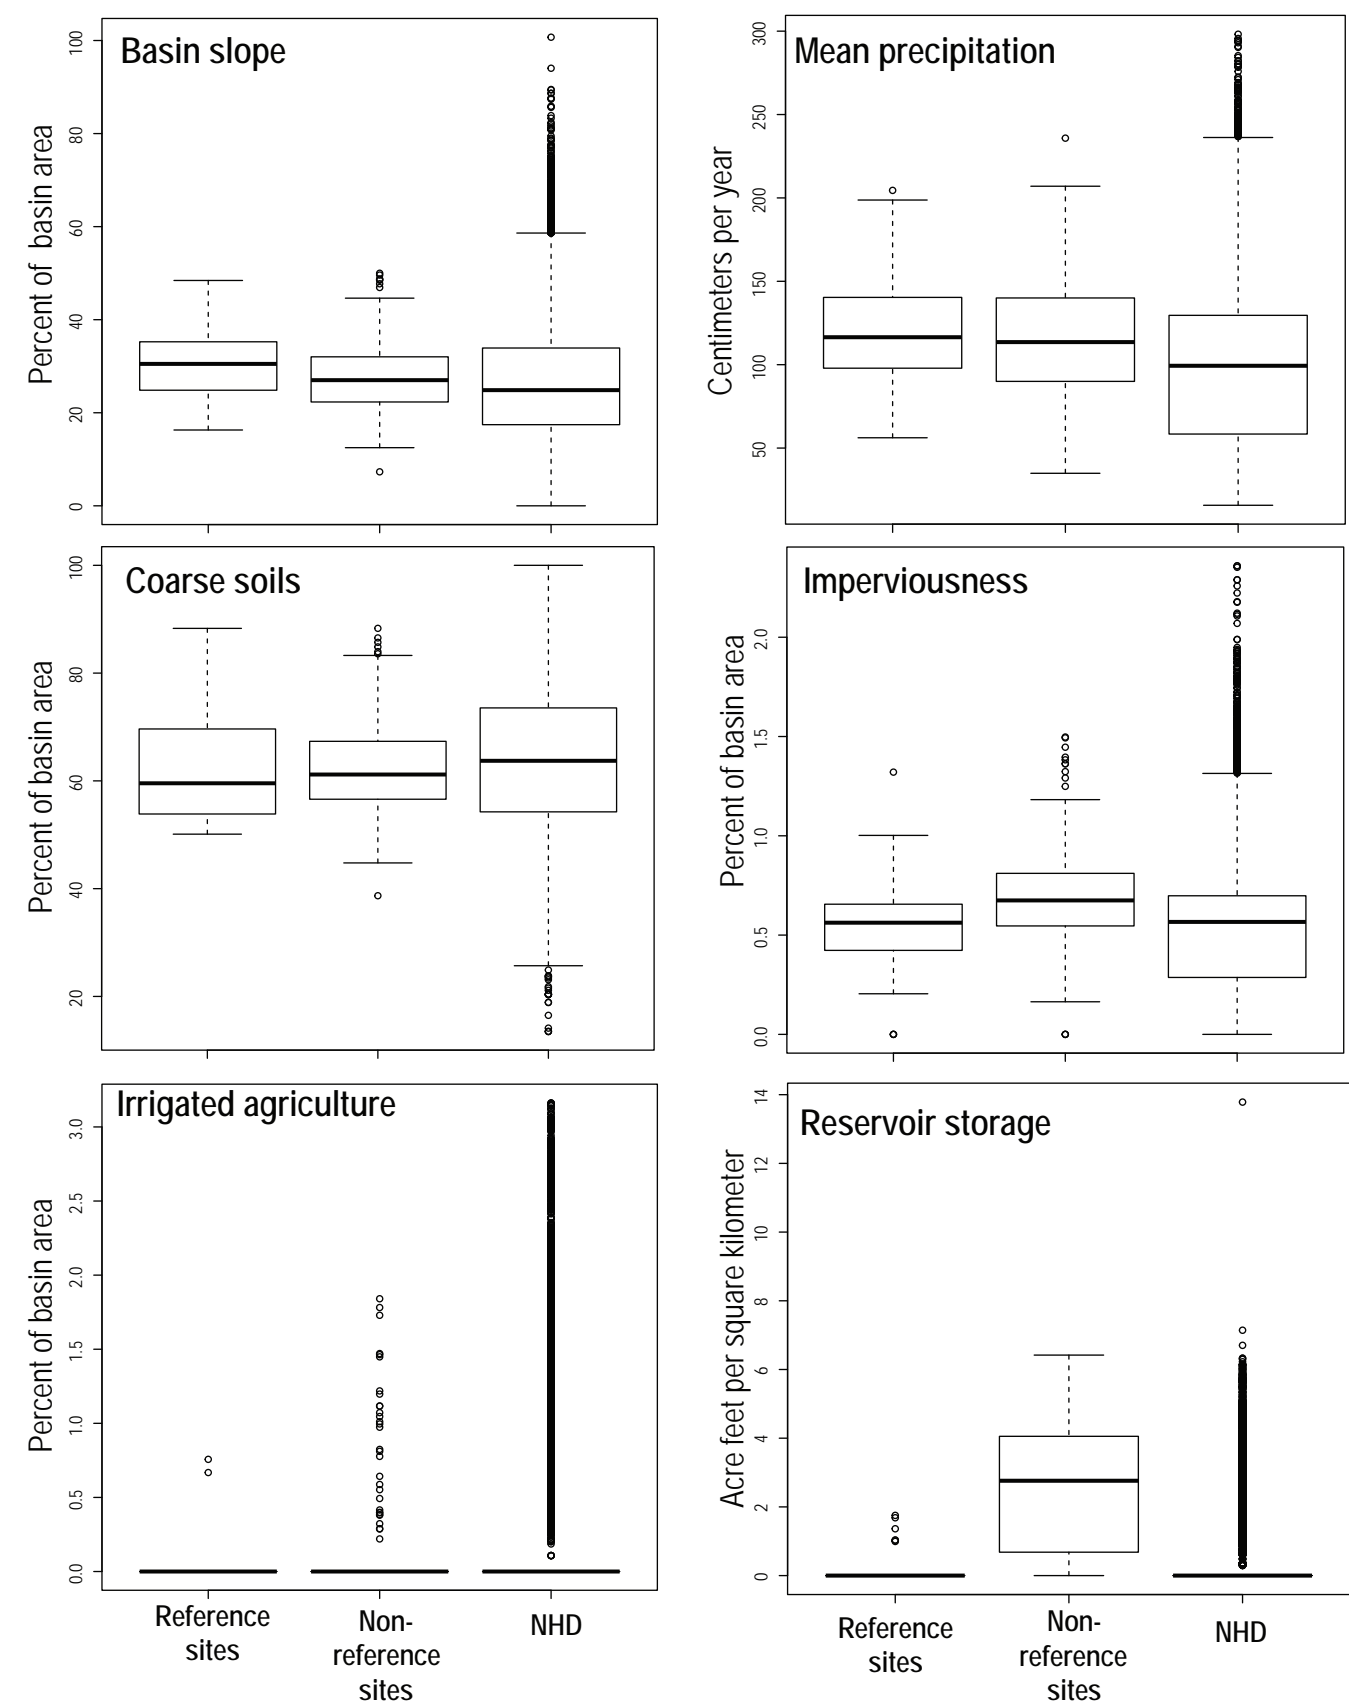 Basin slope
Percent of basin area
100
80
60
40
20
0
Mean precipitation
Centimeters per year
300
250
200
150
100
50
Coarse soils
Percent of basin area
100
80
60
40
20
Imperviousness
Percent of basin area
2.0
1.5
1.0
0.5
0.0
Irrigated agriculture
Percent of basin area
3.0
2.5
2.0
1.5
1.0
0.5
0.0
Reference
sites
Non-
reference
sites
NHD
Reservoir storage
Acre feet per square kilometer
14
12
10
8
6
4
2
0
Reference
sites
Non-
reference
sites
NHD